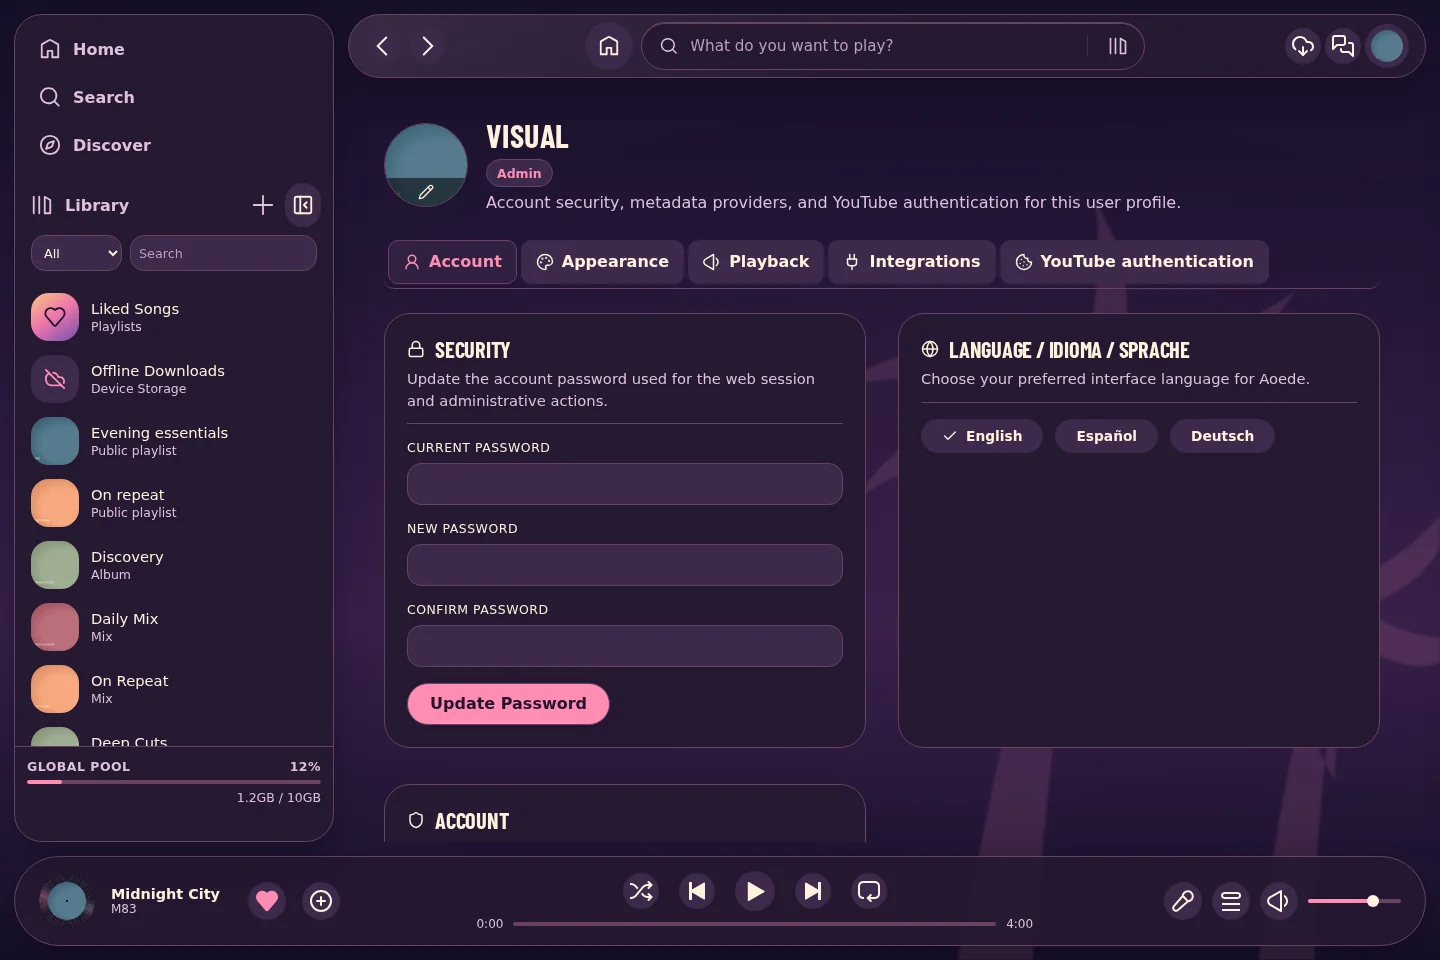 Home
Search
Discover
Library
All
Search
Liked Songs
Playlists
Offline Downloads
Device Storage
Evening essentials
Public playlist
On repeat
Public playlist
Discovery
Album
Daily Mix
Mix
On Repeat
Mix
Deep Cuts
GLOBAL POOL 12%
1.2GB / 10GB
What do you want to play?
VISUAL
Admin
Account security, metadata providers, and YouTube authentication for this user profile.
Account Appearance Playback Integrations YouTube authentication
SECURITY
Update the account password used for the web session
and administrative actions.
CURRENT PASSWORD
NEW PASSWORD
CONFIRM PASSWORD
Update Password
LANGUAGE / IDIOMA / SPRACHE
Choose your preferred interface language for Aoede.
English Español Deutsch
ACCOUNT
Midnight City
M83
0:00 4:00